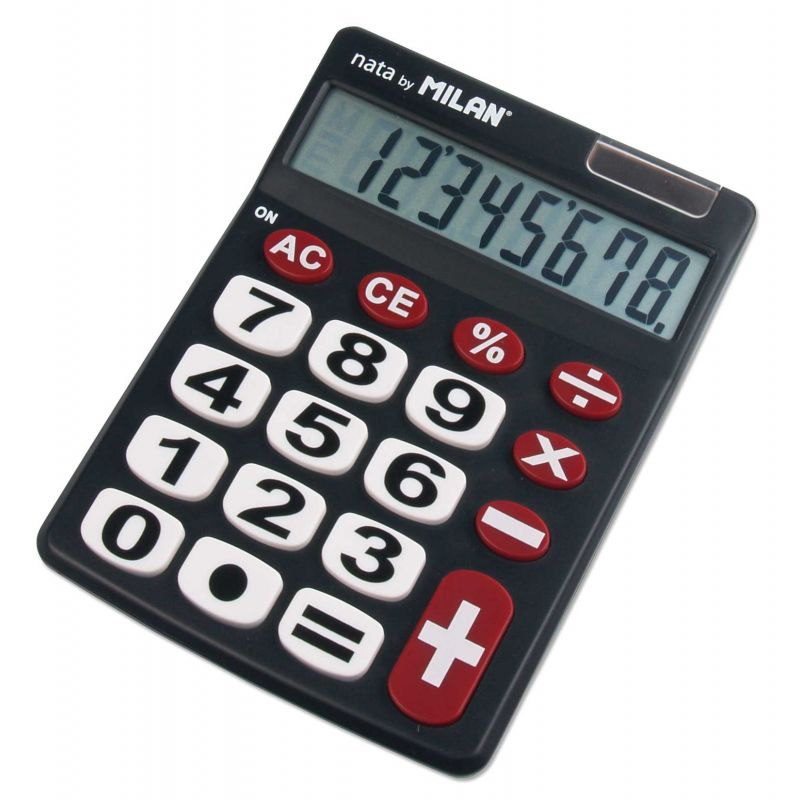 nata by MILAN®
12'345'678.
ON
AC CE % ÷
7 8 9 x
4 5 6 −
1 2 3 +
0 • =